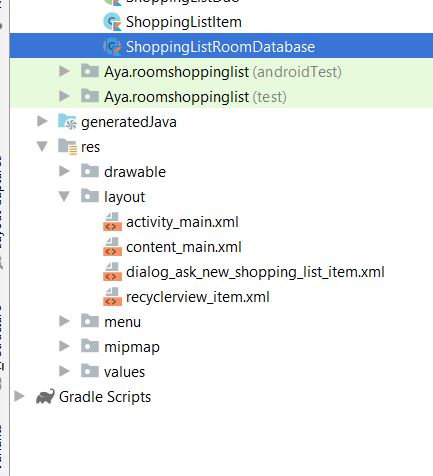 ShoppingListItem
ShoppingListRoomDatabase
Aya.roomshoppinglist (androidTest)
Aya.roomshoppinglist (test)
generatedJava
res
drawable
layout
activity_main.xml
content_main.xml
dialog_ask_new_shopping_list_item.xml
recyclerview_item.xml
menu
mipmap
values
Gradle Scripts